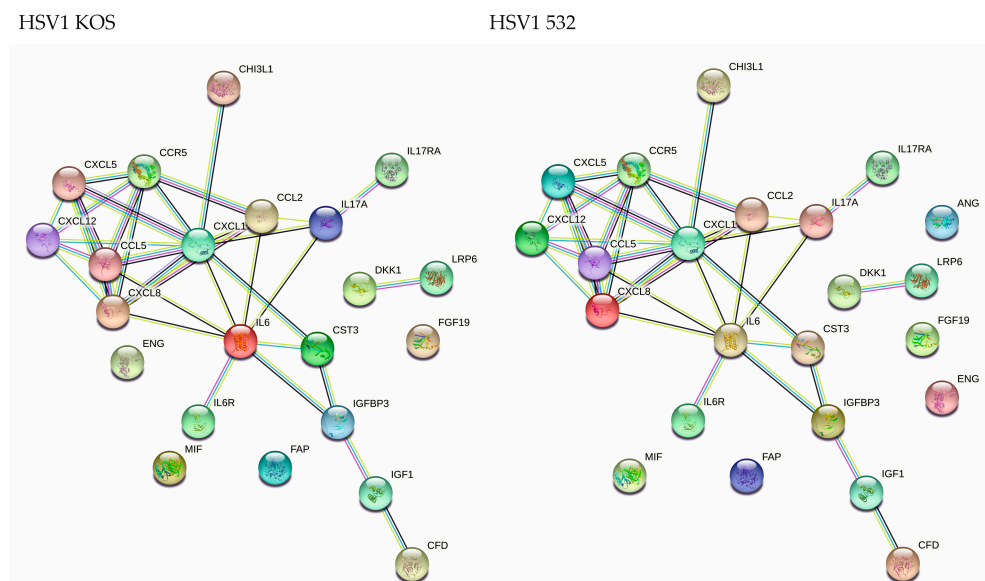 HSV1 KOS
HSV1 532
CHI3L1
CXCL5
CCR5
IL17RA
CCL2
IL17A
CXCL12
CXCL1
CCL5
DKK1
LRP6
CXCL8
IL6
CST3
FGF19
ENG
IL6R
IGFBP3
MIF
FAP
IGF1
CFD
CHI3L1
CXCL5
CCR5
IL17RA
CCL2
IL17A
ANG
CXCL12
CXCL1
CCL5
DKK1
LRP6
CXCL8
IL6
CST3
FGF19
ENG
IL6R
IGFBP3
MIF
FAP
IGF1
CFD